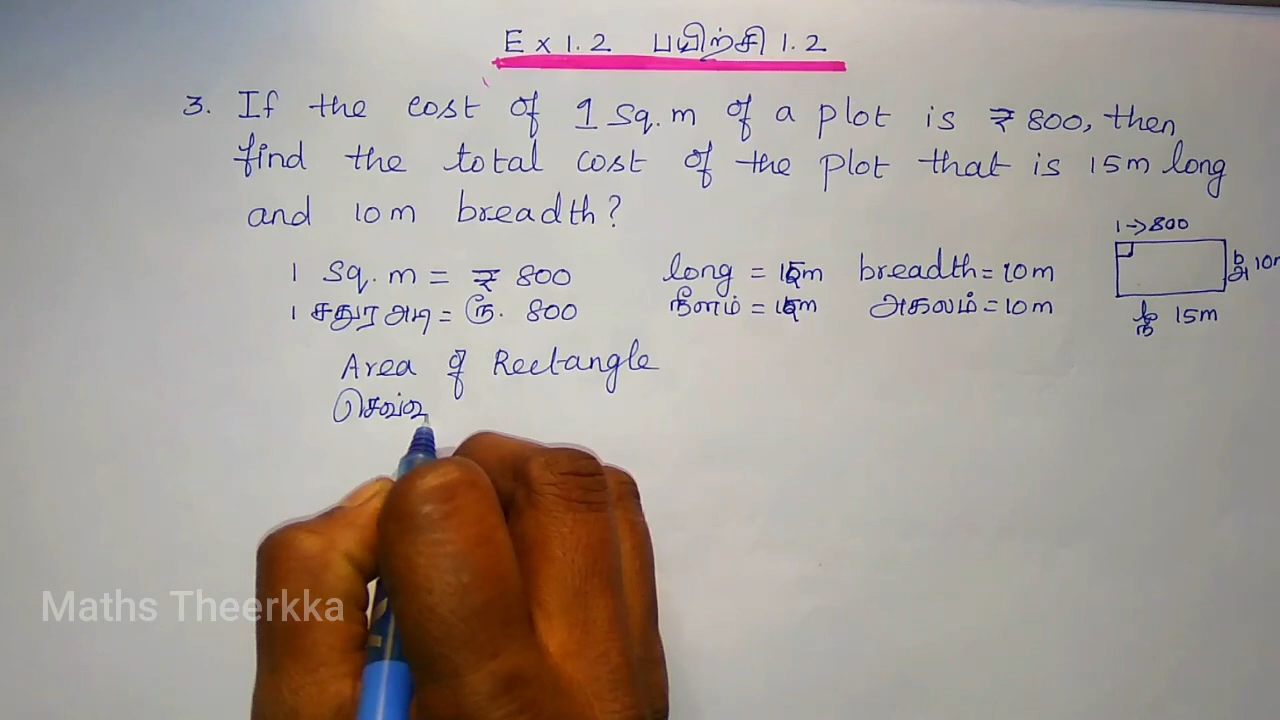 Ex 1.2 பயிற்சி 1.2
3. If the cost of 1 sq.m of a plot is ₹ 800, then
find the total cost of the plot that is 15m long
and 10m breadth?
1 sq.m = ₹ 800 long = 15m breadth = 10m
1 சதுர அடி = ரூ. 800 நீளம் = 15m அகலம் = 10m
1->800
b
அ 10m
l
நீ 15m
Area of Rectangle
செவ்வ
Maths Theerkka